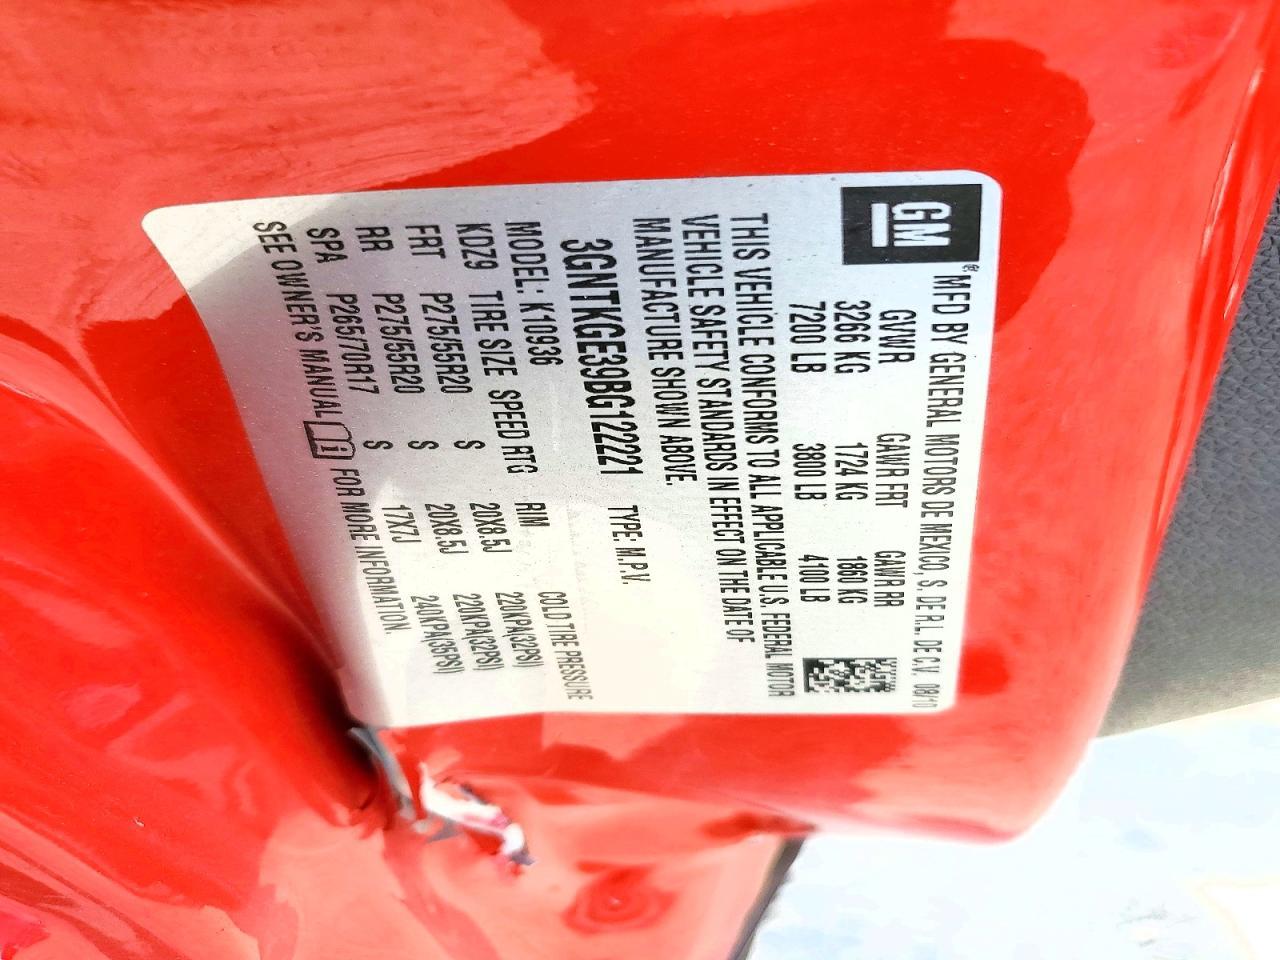 GM
® MFD BY GENERAL MOTORS DE MEXICO, S. DE R.L. DE C.V. 08/10
GVWR GAWR FRT GAWR RR
3266 KG 1724 KG 1860 KG
7200 LB 3800 LB 4100 LB
THIS VEHICLE CONFORMS TO ALL APPLICABLE U.S. FEDERAL MOTOR
VEHICLE SAFETY STANDARDS IN EFFECT ON THE DATE OF
MANUFACTURE SHOWN ABOVE.
3GNTKGE39BG122221 TYPE: M.P.V.
MODEL: K10936
KDZ9 TIRE SIZE SPEED RTG RIM COLD TIRE PRESSURE
FRT P275/55R20 S 20X8.5J 220KPA(32PSI)
RR P275/55R20 S 20X8.5J 220KPA(32PSI)
SPA P265/70R17 S 17X7J 240KPA(35PSI)
SEE OWNER'S MANUAL FOR MORE INFORMATION.